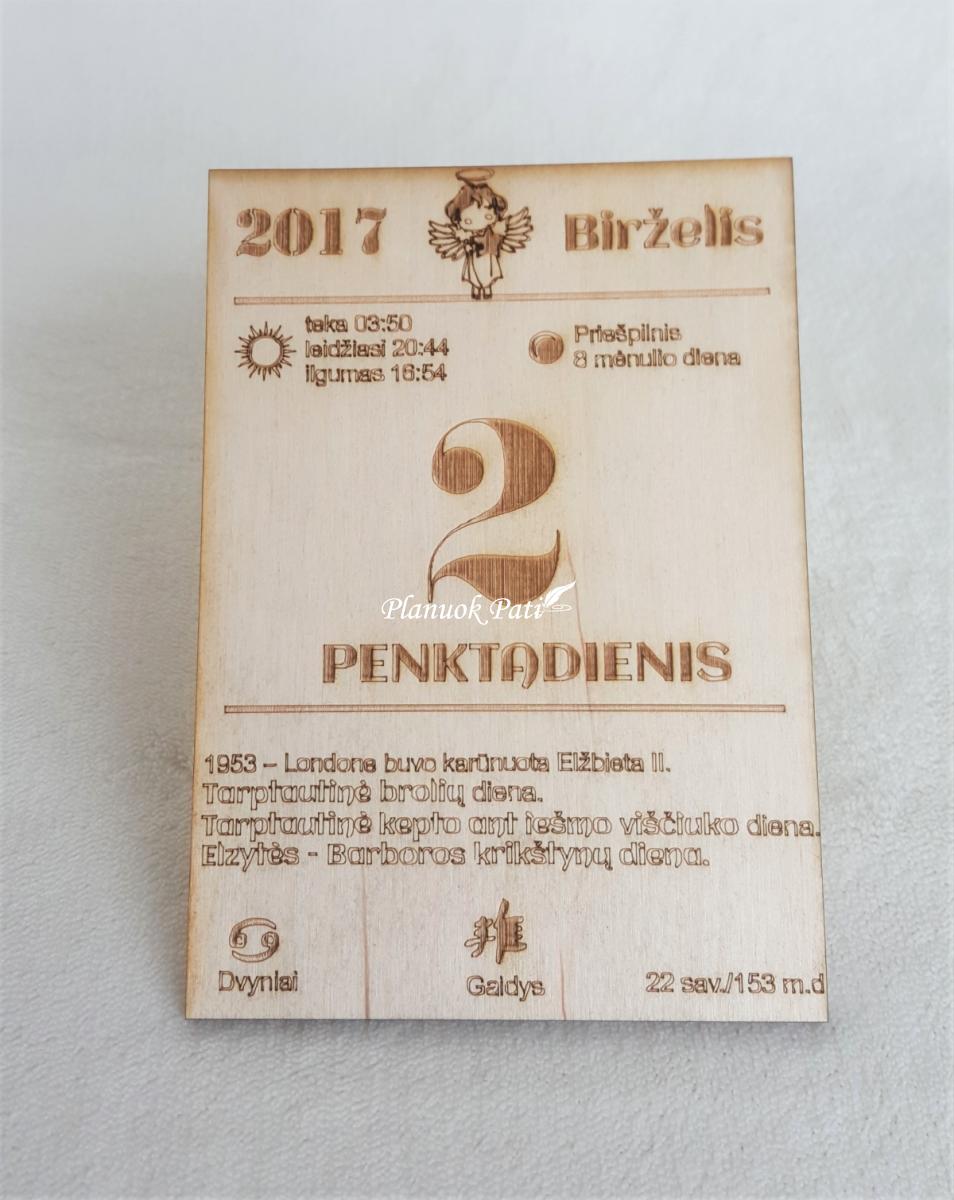 2017 Birželis
teka 03:50
leidžiasi 20:44
ilgumas 16:54
Priešpilnis
8 mėnulio diena
2
Planuok Pati
PENKTADIENIS
1953 – Londone buvo karūnuota Elžbieta II.
Tarptautinė brolių diena.
Tarptautinė kepto ant iešmo viščiuko diena.
Elzytės - Barboros krikštynų diena.
Dvyniai
Gaidys
22 sav./153 m.d